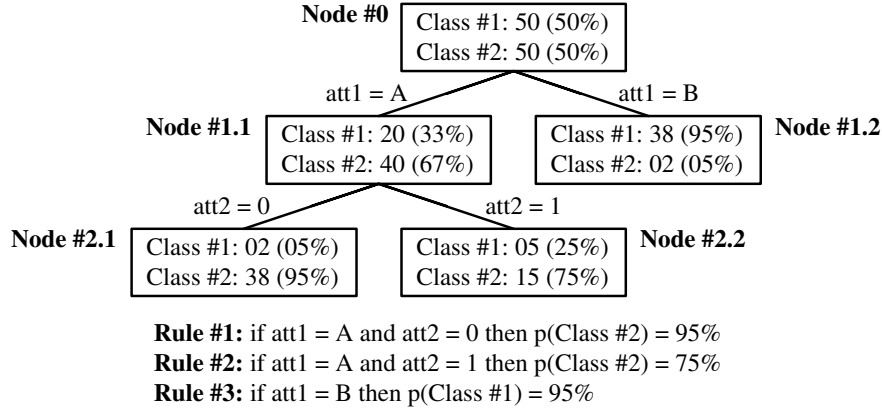 Node #0
Class #1: 50 (50%)
Class #2: 50 (50%)
att1 = A
att1 = B
Node #1.1
Class #1: 20 (33%)
Class #2: 40 (67%)
Class #1: 38 (95%)
Class #2: 02 (05%)
Node #1.2
att2 = 0
att2 = 1
Node #2.1
Class #1: 02 (05%)
Class #2: 38 (95%)
Class #1: 05 (25%)
Class #2: 15 (75%)
Node #2.2
Rule #1: if att1 = A and att2 = 0 then p(Class #2) = 95%
Rule #2: if att1 = A and att2 = 1 then p(Class #2) = 75%
Rule #3: if att1 = B then p(Class #1) = 95%